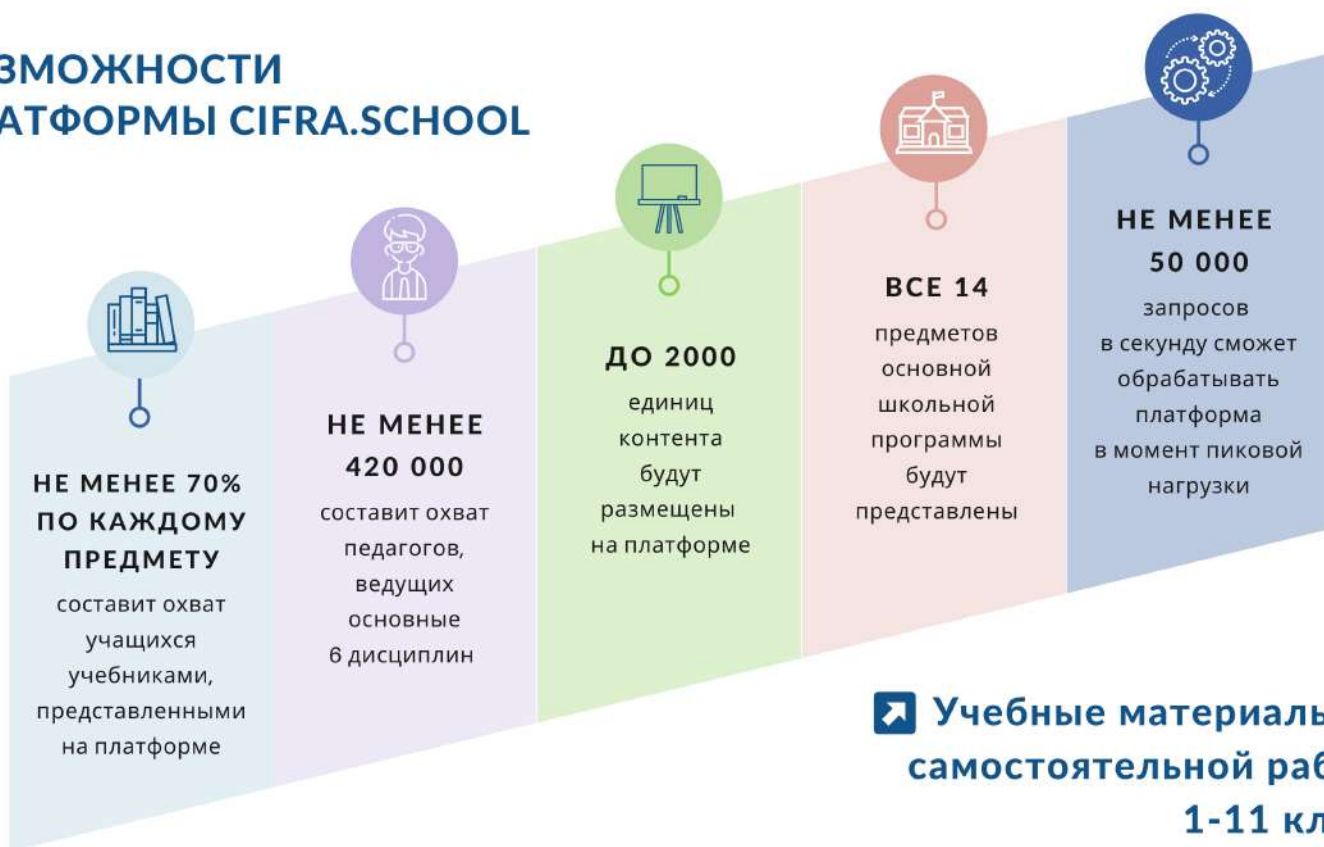 ЗМОЖНОСТИ
АТФОРМЫ CIFRA.SCHOOL
НЕ МЕНЕЕ 70%
ПО КАЖДОМУ
ПРЕДМЕТУ
составит охват
учащихся
учебниками,
представленными
на платформе
НЕ МЕНЕЕ
420 000
составит охват
педагогов,
ведущих
основные
6 дисциплин
ДО 2000
единиц
контента
будут
размещены
на платформе
ВСЕ 14
предметов
основной
школьной
программы
будут
представлены
НЕ МЕНЕЕ
50 000
запросов
в секунду сможет
обрабатывать
платформа
в момент пиковой
нагрузки
Учебные материаль
самостоятельной раб
1-11 кл